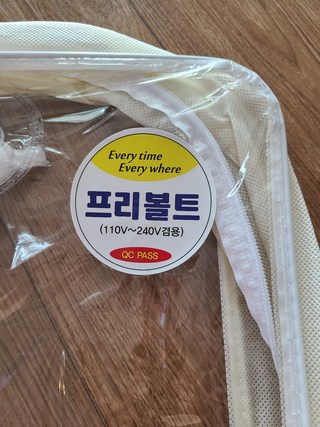 Every time
Every where
프리볼트
(110V～240V겸용)
QC PASS